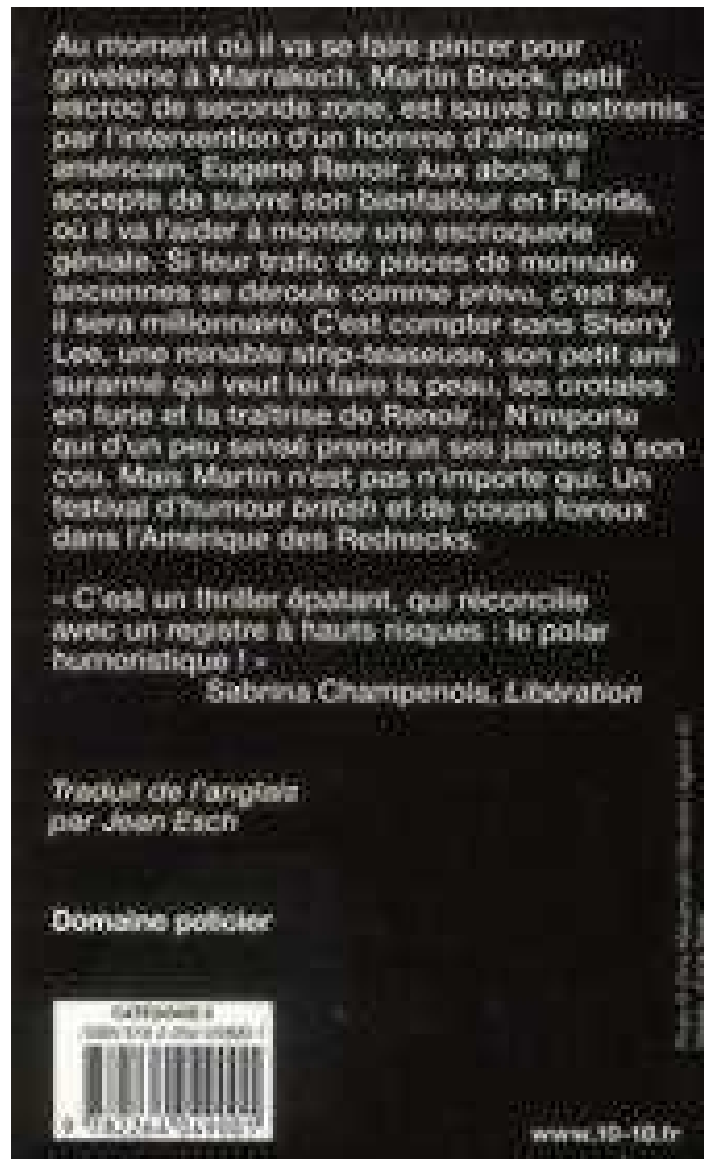 Au moment où il va se faire pincer pour
grivèlerie à Marrakech, Martin Brock, petit
escroc de seconde zone, est sauvé in extremis
par l'intervention d'un homme d'affaires
américain, Eugene Renoir. Aux abois, il
accepte de suivre son bienfaiteur en Floride,
où il va l'aider à monter une escroquerie
géniale. Si leur trafic de pièces de monnaie
anciennes se déroule comme prévu, c'est sûr,
il sera millionnaire. C'est compter sans Sherry
Lee, une minable strip-teaseuse, son petit ami
surarmé qui veut lui faire la peau, les crotales
en furie et la traîtrise de Renoir... N'importe
qui d'un peu sensé prendrait ses jambes à son
cou. Mais Martin n'est pas n'importe qui. Un
festival d'humour british et de coups foireux
dans l'Amérique des Rednecks.
« C'est un thriller épatant, qui réconcilie
avec un registre à hauts risques : le polar
humoristique ! »
Sabrina Champenois, Libération
Traduit de l'anglais
par Jean Esch
Domaine policier
ISBN
www.10-18.fr